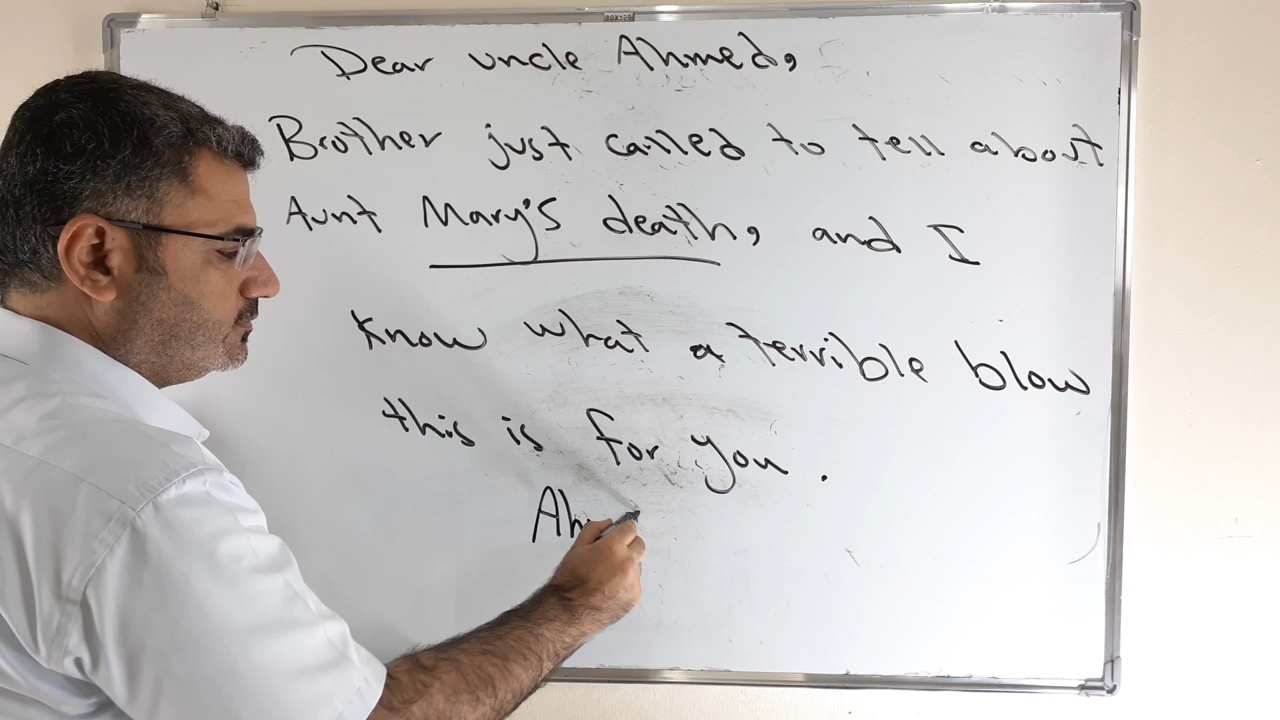 Dear uncle Ahmed,
Brother just called to tell about
Aunt Mary's death, and I
know what a terrible blow
this is for you.